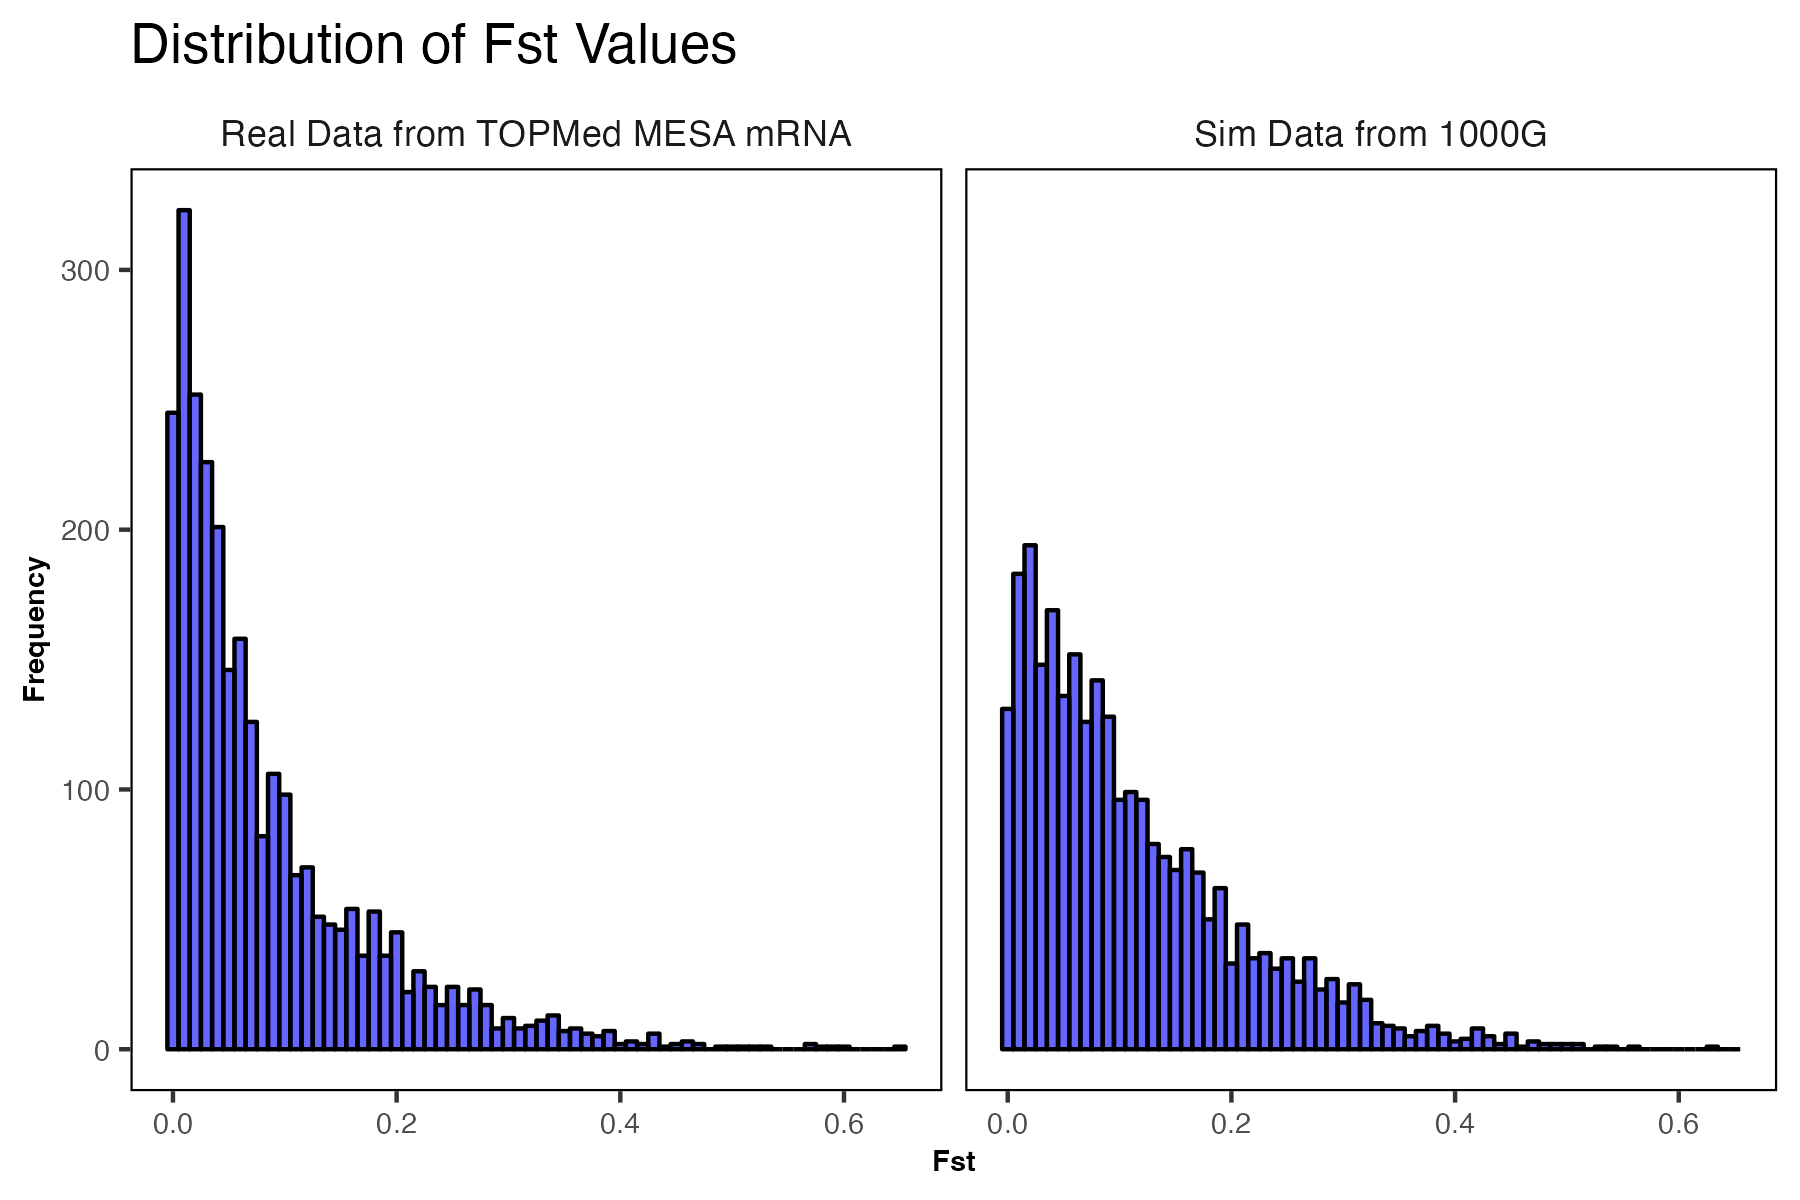 Distribution of Fst Values
Real Data from TOPMed MESA mRNA
Sim Data from 1000G
Frequency
300
200
100
0
0.0 0.2 0.4 0.6
0.0 0.2 0.4 0.6
Fst